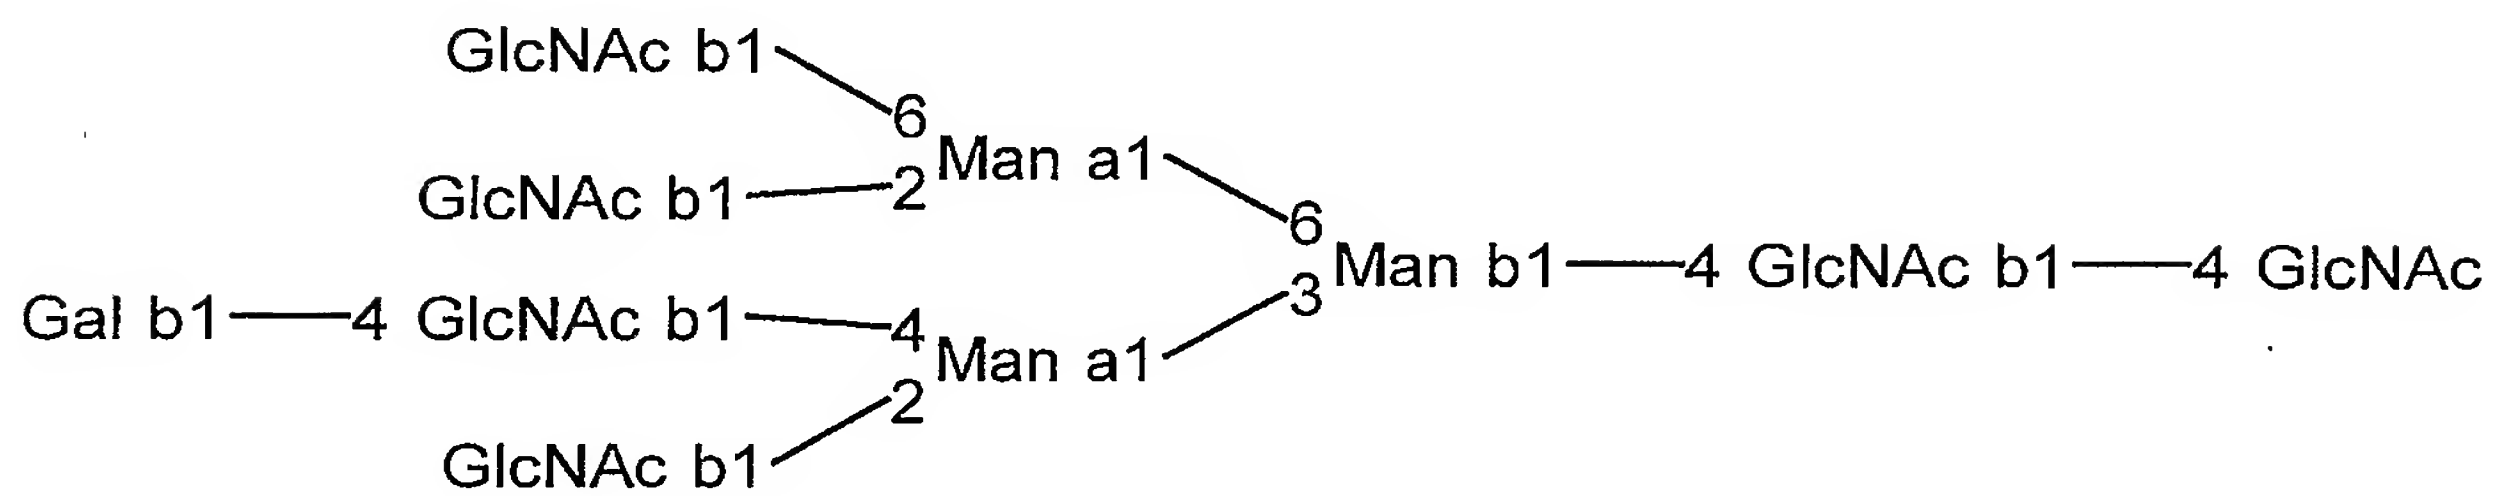 GlcNAc b1
6
Man a1
GlcNAc b1 2
6
Man b1 4 GlcNAc b1 4 GlcNAc
3
Gal b1 4 GlcNAc b1 4
Man a1
2
GlcNAc b1